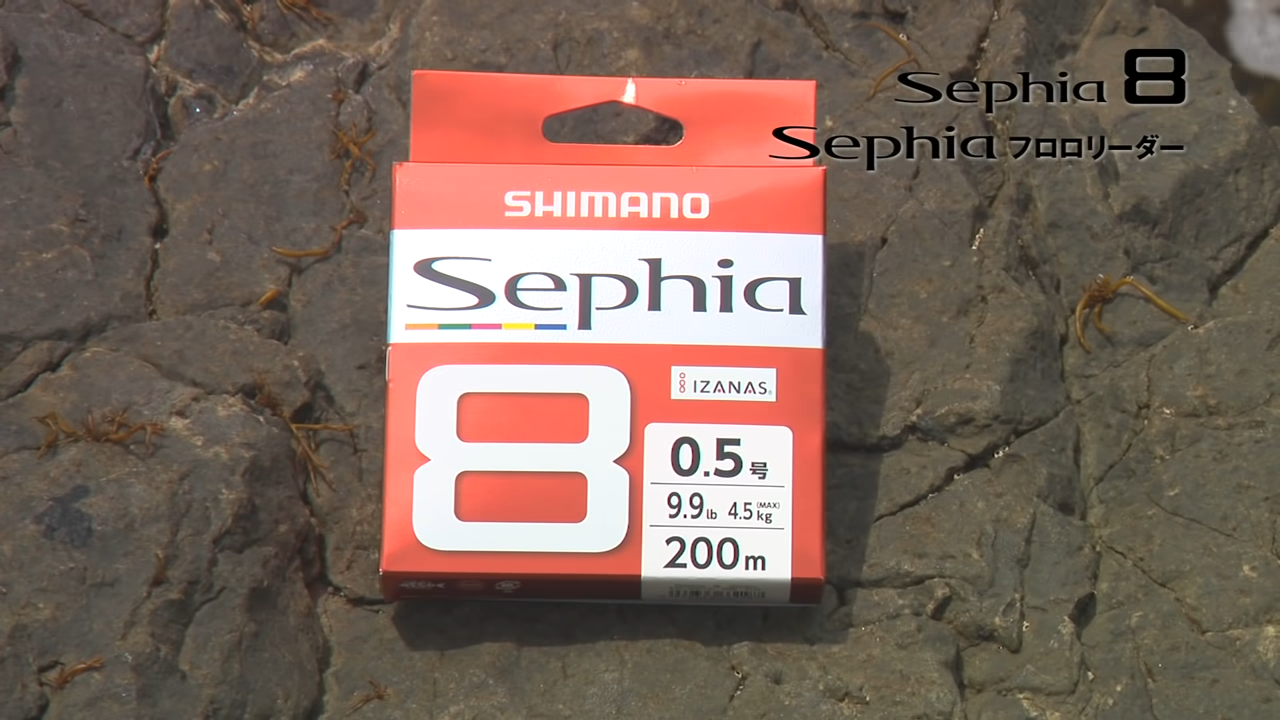 Sephia 8
Sephia フロロリーダー
SHIMANO
Sephia
8
IZANAS
0.5号
9.9lb 4.5kg (MAX)
200m